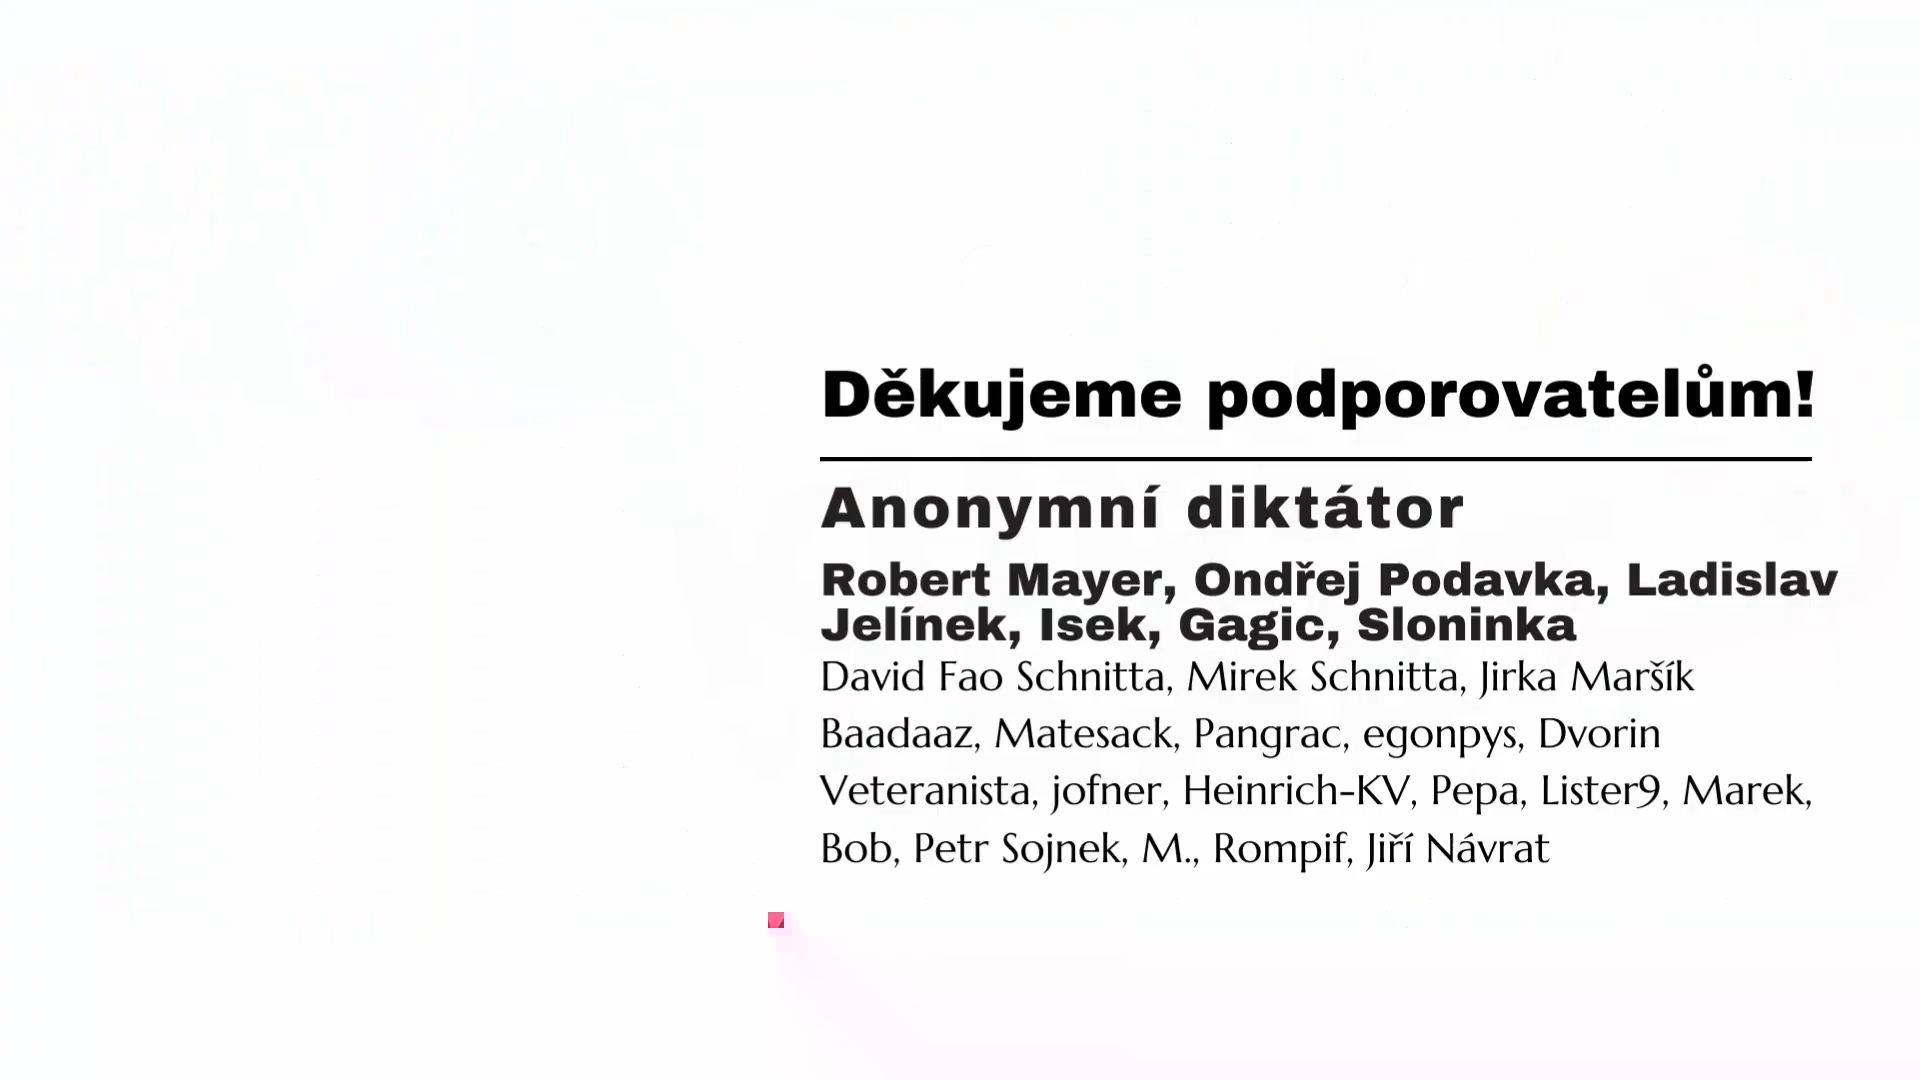 Děkujeme podporovatelům!
Anonymní diktátor
Robert Mayer, Ondřej Podavka, Ladislav
Jelínek, Isek, Gagic, Sloninka
David Fao Schnitta, Mirek Schnitta, Jirka Maršík
Baadaaz, Matesack, Pangrac, egonpys, Dvorin
Veteranista, jofner, Heinrich-KV, Pepa, Lister9, Marek,
Bob, Petr Sojnek, M., Rompif, Jiří Návrat